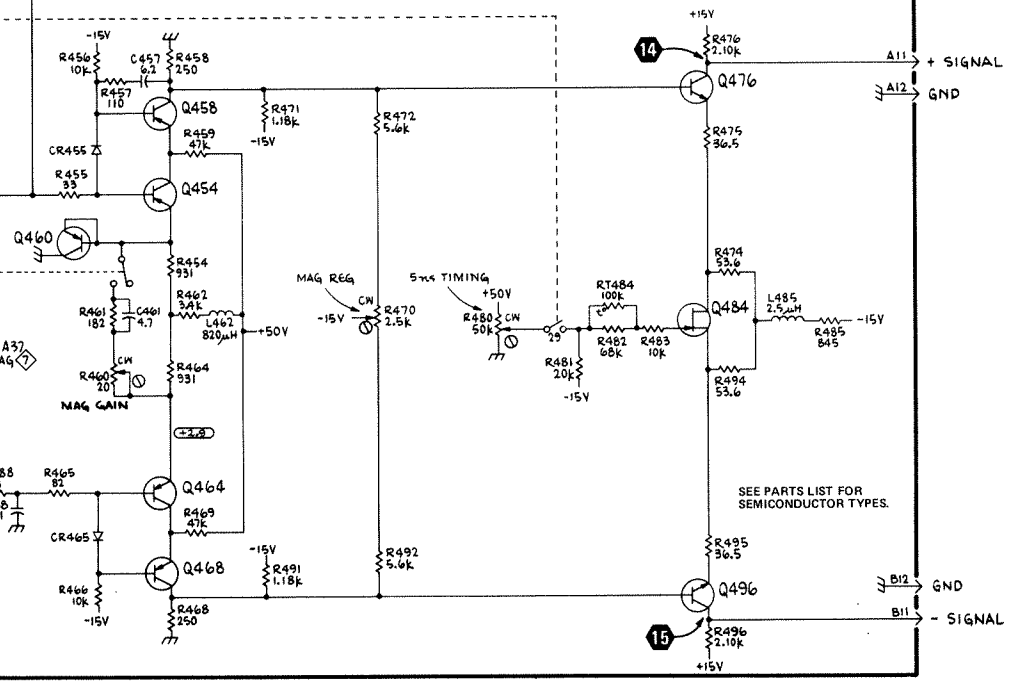 +15V
-15V
R456
10K
C457
6.2
R458
250
R457
110
Q458
R459
47K
CR455
R455
33
Q454
Q460
R454
931
R462
3.4K
L462
820µH
+50V
R461
182
C461
4.7
A37
AG 7
CW
R460
20
MAG GAIN
R464
931
+2.9
88
8
1
R465
82
Q464
R469
47K
CR465
Q468
R466
10K
-15V
R468
250
R471
1.18K
-15V
R472
5.6K
MAG REG
CW
-15V
R470
2.5K
-15V
R491
1.18K
R492
5.6K
5ns TIMING
+50V
R480
50K
CW
29
R481
20K
-15V
RT484
100K
t°
R482
68K
R483
10K
14
R476
2.10K
Q476
R475
36.5
R474
53.6
Q484
L485
2.5µH
-15V
R485
845
R494
53.6
SEE PARTS LIST FOR
SEMICONDUCTOR TYPES.
R495
36.5
Q496
15
R496
2.10K
+15V
A11
+ SIGNAL
A12
GND
B12
GND
B11
- SIGNAL